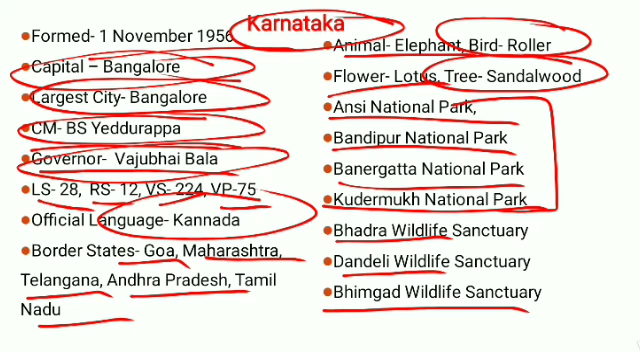 Karnataka
Formed- 1 November 1956
Capital – Bangalore
Largest City- Bangalore
CM- BS Yeddurappa
Governor- Vajubhai Bala
LS- 28, RS- 12, VS- 224, VP-75
Official Language- Kannada
Border States- Goa, Maharashtra,
Telangana, Andhra Pradesh, Tamil
Nadu
Animal- Elephant, Bird- Roller
Flower- Lotus, Tree- Sandalwood
Ansi National Park,
Bandipur National Park
Banergatta National Park
Kudermukh National Park
Bhadra Wildlife Sanctuary
Dandeli Wildlife Sanctuary
Bhimgad Wildlife Sanctuary